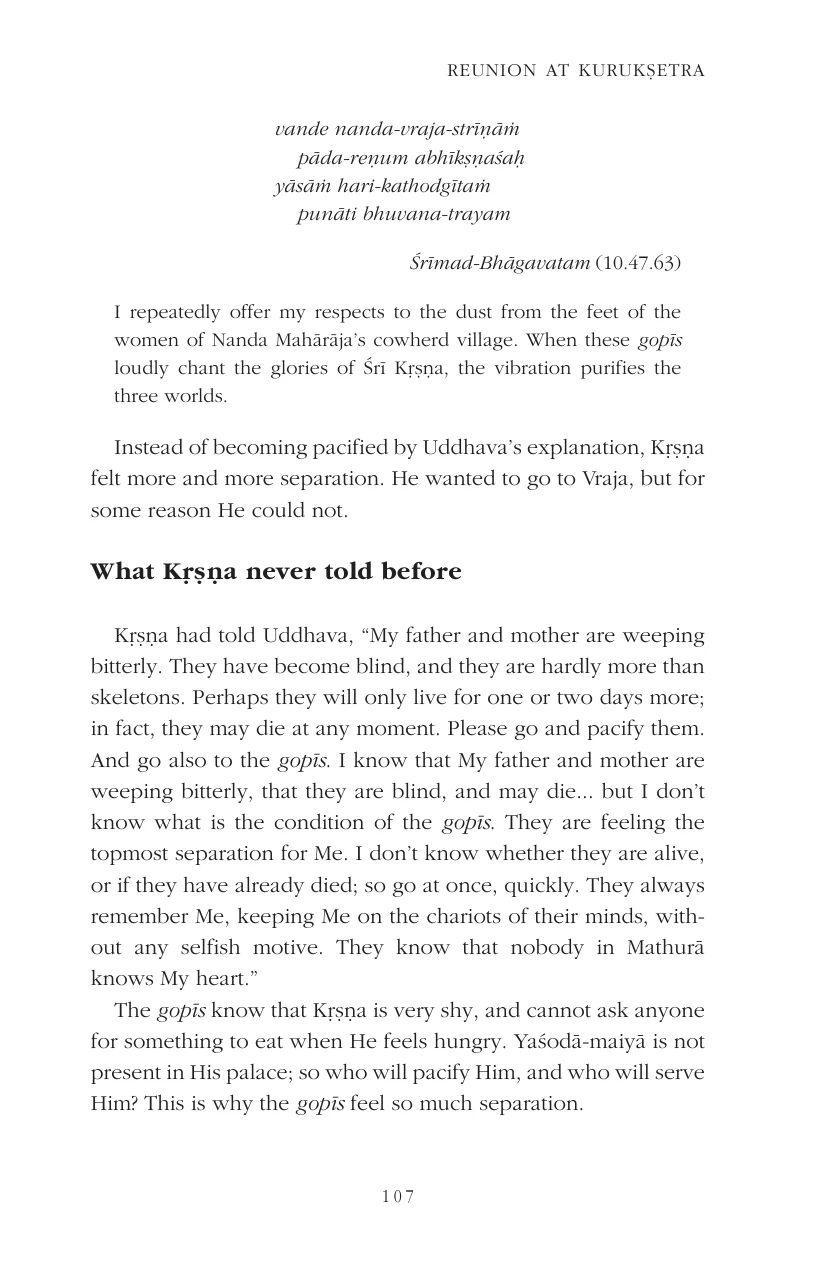 REUNION AT KURUKṢETRA
vande nanda-vraja-strīṇāṁ
pāda-reṇum abhīkṣṇaśaḥ
yāsāṁ hari-kathodgītaṁ
punāti bhuvana-trayam
Śrīmad-Bhāgavatam (10.47.63)
I repeatedly offer my respects to the dust from the feet of the
women of Nanda Mahārāja’s cowherd village. When these gopīs
loudly chant the glories of Śrī Kṛṣṇa, the vibration purifies the
three worlds.
Instead of becoming pacified by Uddhava’s explanation, Kṛṣṇa
felt more and more separation. He wanted to go to Vraja, but for
some reason He could not.
What Kṛṣṇa never told before
Kṛṣṇa had told Uddhava, “My father and mother are weeping
bitterly. They have become blind, and they are hardly more than
skeletons. Perhaps they will only live for one or two days more;
in fact, they may die at any moment. Please go and pacify them.
And go also to the gopīs. I know that My father and mother are
weeping bitterly, that they are blind, and may die... but I don’t
know what is the condition of the gopīs. They are feeling the
topmost separation for Me. I don’t know whether they are alive,
or if they have already died; so go at once, quickly. They always
remember Me, keeping Me on the chariots of their minds, with-
out any selfish motive. They know that nobody in Mathurā
knows My heart.”
The gopīs know that Kṛṣṇa is very shy, and cannot ask anyone
for something to eat when He feels hungry. Yaśodā-maiyā is not
present in His palace; so who will pacify Him, and who will serve
Him? This is why the gopīs feel so much separation.
107